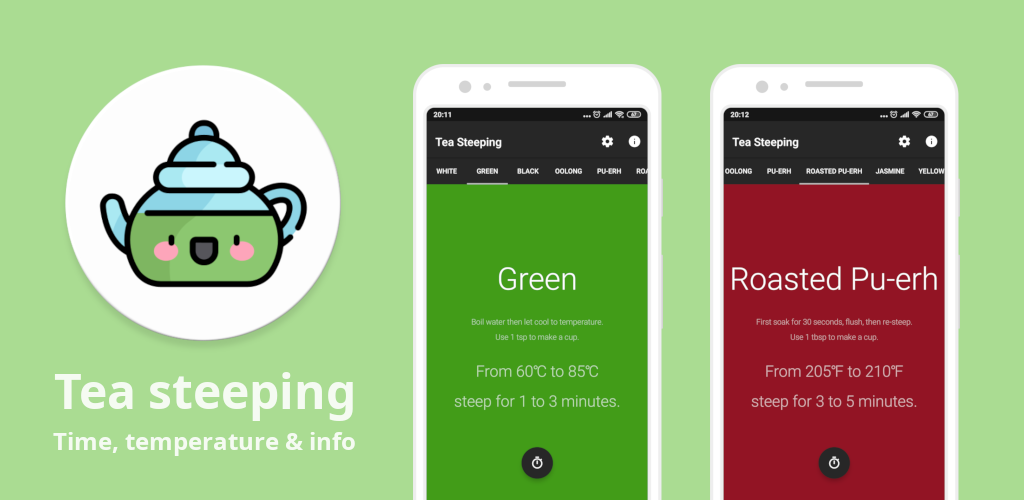 Tea steeping
Time, temperature & info
20:11
67
Tea Steeping
WHITE GREEN BLACK OOLONG PU-ERH ROA
Green
Boil water then let cool to temperature.
Use 1 tsp to make a cup.
From 60℃ to 85℃
steep for 1 to 3 minutes.
20:12
67
Tea Steeping
OOLONG PU-ERH ROASTED PU-ERH JASMINE YELLOW
Roasted Pu-erh
First soak for 30 seconds, flush, then re-steep.
Use 1 tbsp to make a cup.
From 205℉ to 210℉
steep for 3 to 5 minutes.